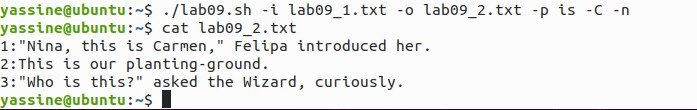 yassine@ubuntu:~$ ./lab09.sh -i lab09_1.txt -o lab09_2.txt -p is -C -n
yassine@ubuntu:~$ cat lab09_2.txt
1:"Nina, this is Carmen," Felipa introduced her.
2:This is our planting-ground.
3:"Who is this?" asked the Wizard, curiously.
yassine@ubuntu:~$